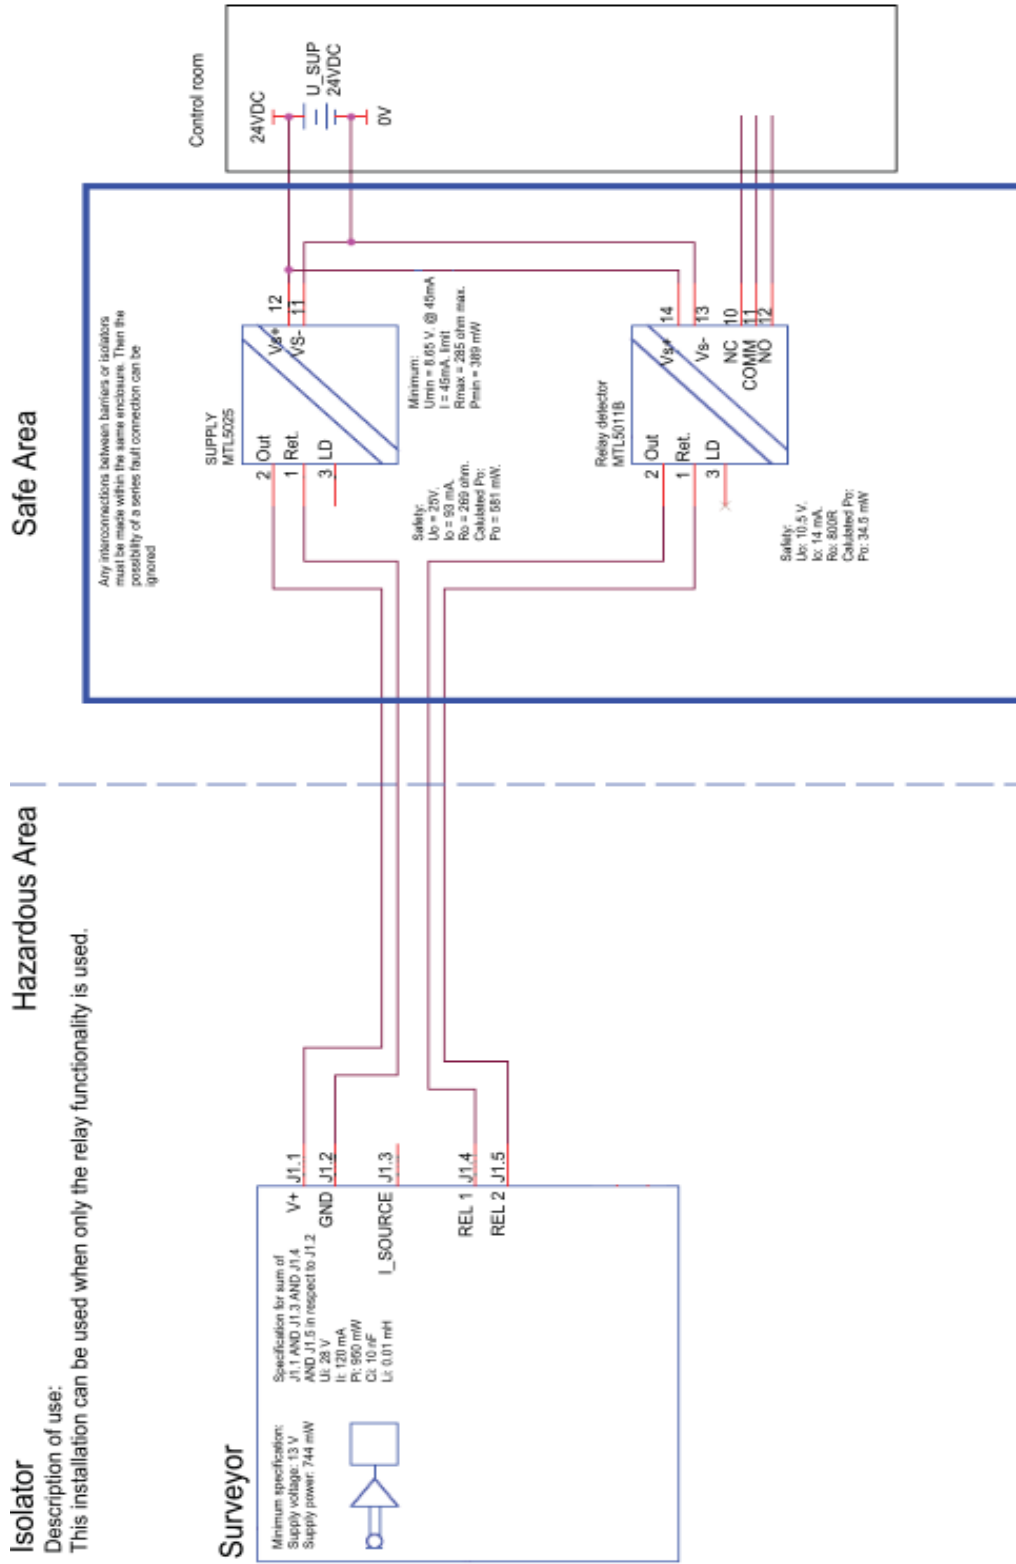 Isolator
Hazardous Area
Safe Area
Description of use:
This installation can be used when only the relay functionality is used.
Any interconnections between barriers or isolators
must be made within the same enclosure. Then the
possibility of a series fault connection can be
ignored
Control room
24VDC
U_SUP
24VDC
0V
SUPPLY
MTL5025
2 Out
1 Ret.
3 LD
Vs+ 12
VS- 11
Minimum:
Umin = 8.65 V. @ 45mA
I = 45mA. limit
Rmax = 285 ohm max.
Pmin = 389 mW
Safety:
Uo = 25V.
Io = 93 mA.
Ro = 269 ohm.
Calulated Po:
Po = 581 mW.
Relay detector
MTL5011B
2 Out
1 Ret.
3 LD
Vs+ 14
Vs- 13
NC 10
COMM 11
NO 12
Safety:
Uo: 10.5 V.
Io: 14 mA.
Ro: 800R
Calulated Po:
Po: 34.5 mW
Surveyor
Minimum specification:
Supply voltage: 13 V
Supply power: 744 mW
Specification for sum of
J1.1 AND J1.3 AND J1.4
AND J1.5 in respect to J1.2
Ui: 28 V
Ii: 120 mA
Pi: 950 mW
Ci: 10 nF
Li: 0.01 mH
V+ J1.1
GND J1.2
I_SOURCE J1.3
REL 1 J1.4
REL 2 J1.5